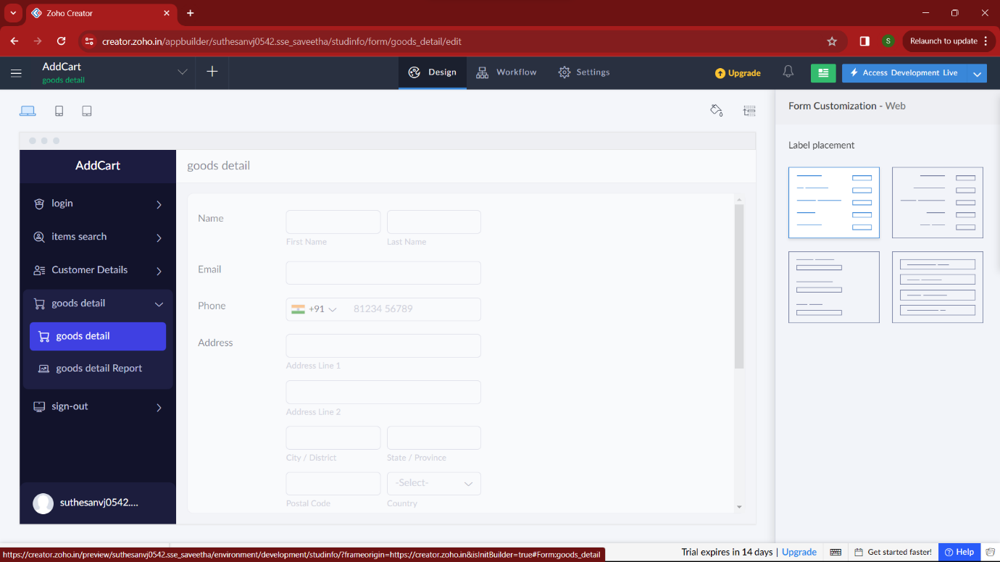 Zoho Creator
creator.zoho.in/appbuilder/suthesanvj0542.sse_saveetha/studinfo/form/goods_detail/edit
S
Relaunch to update
AddCart
goods detail
Design
Workflow
Settings
Upgrade
Access Development Live
Form Customization - Web
Label placement
AddCart
login
items search
Customer Details
goods detail
goods detail
goods detail Report
sign-out
suthesanvj0542....
goods detail
Name
First Name
Last Name
Email
Phone
+91
81234 56789
Address
Address Line 1
Address Line 2
City / District
State / Province
-Select-
Postal Code
Country
https://creator.zoho.in/preview/suthesanvj0542.sse_saveetha/environment/development/studinfo/?frameorigin=https://creator.zoho.in&isInitBuilder=true#Form:goods_detail
Trial expires in 14 days | Upgrade
Get started faster!
Help